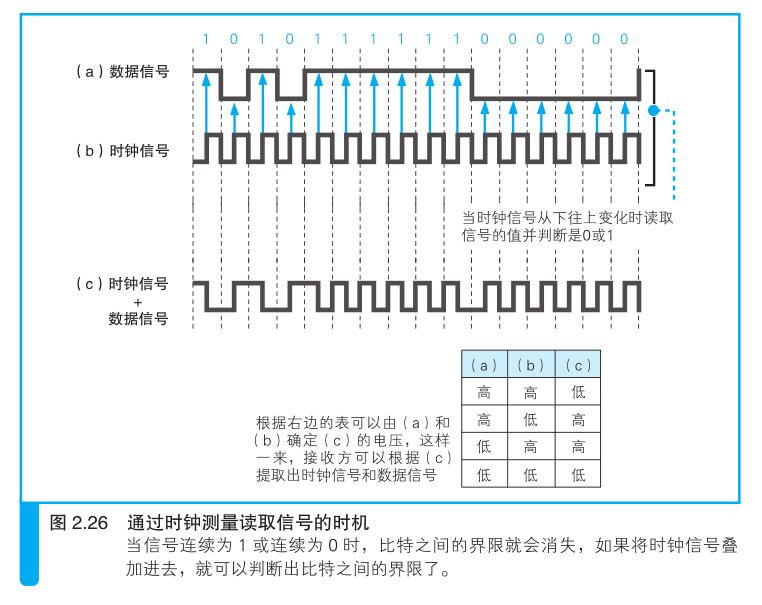 1 0 1 0 1 1 1 1 1 1 0 0 0 0 0 0
(a)数据信号
(b)时钟信号
当时钟信号从下往上变化时读取
信号的值并判断是0或1
(c)时钟信号
+
数据信号
(a) (b) (c)
高 高 低
高 低 高
低 高 高
低 低 低
根据右边的表可以由(a)和
(b)确定(c)的电压，这样
一来，接收方可以根据(c)
提取出时钟信号和数据信号
图 2.26 通过时钟测量读取信号的时机
当信号连续为 1 或连续为 0 时，比特之间的界限就会消失，如果将时钟信号叠
加进去，就可以判断出比特之间的界限了。